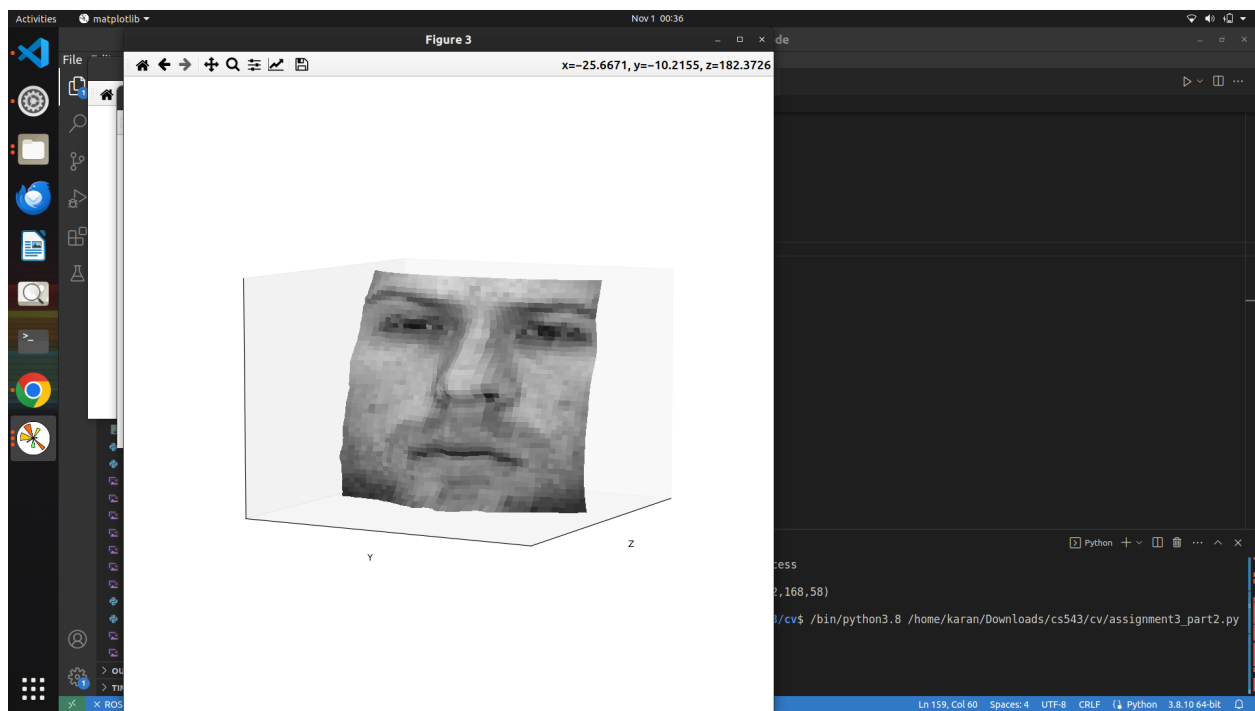 Activities matplotlib Nov 1 00:36
Figure 3
de
File
x=−25.6671, y=−10.2155, z=182.3726
Y
Z
Python
cess
2,168,58)
/cv$ /bin/python3.8 /home/karan/Downloads/cs543/cv/assignment3_part2.py
OU
TIM
ROS
Ln 159, Col 60 Spaces: 4 UTF-8 CRLF Python 3.8.10 64-bit